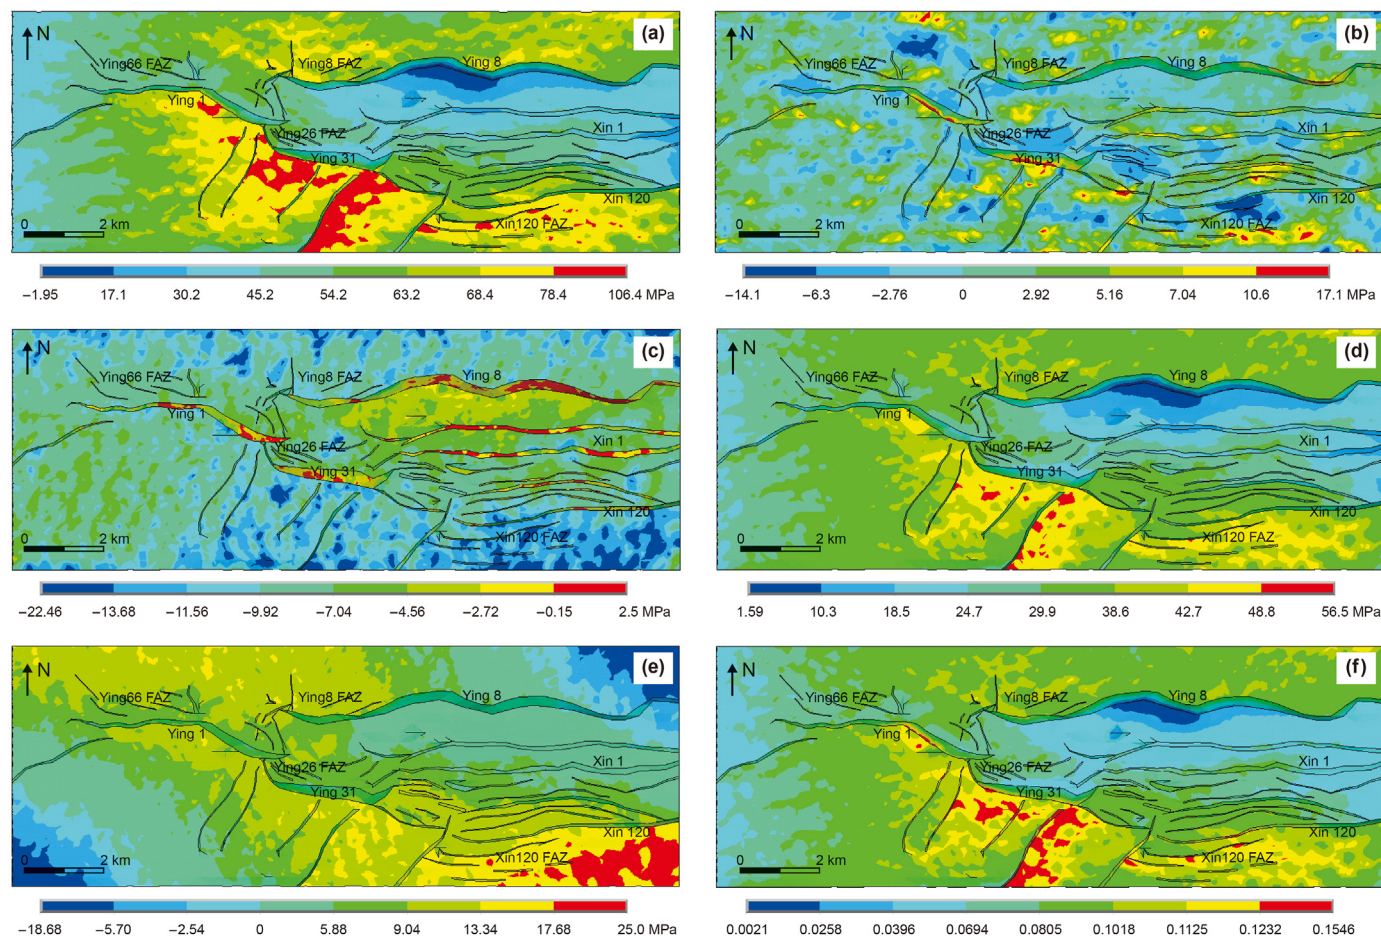 N
(a)
Ying66 FAZ
Ying8 FAZ
Ying 8
Ying 1
Ying26 FAZ
Xin 1
Ying 31
Xin 120
0
2 km
Xin120 FAZ
−1.95 17.1 30.2 45.2 54.2 63.2 68.4 78.4 106.4 MPa
N
(b)
Ying66 FAZ
Ying8 FAZ
Ying 8
Ying 1
Ying26 FAZ
Xin 1
Ying 31
Xin 120
0
2 km
Xin120 FAZ
−14.1 −6.3 −2.76 0 2.92 5.16 7.04 10.6 17.1 MPa
N
(c)
Ying66 FAZ
Ying8 FAZ
Ying 8
Ying 1
Ying26 FAZ
Xin 1
Ying 31
Xin 120
0
2 km
Xin120 FAZ
−22.46 −13.68 −11.56 −9.92 −7.04 −4.56 −2.72 −0.15 2.5 MPa
N
(d)
Ying66 FAZ
Ying8 FAZ
Ying 8
Ying 1
Ying26 FAZ
Xin 1
Ying 31
Xin 120
0
2 km
Xin120 FAZ
1.59 10.3 18.5 24.7 29.9 38.6 42.7 48.8 56.5 MPa
N
(e)
Ying66 FAZ
Ying8 FAZ
Ying 8
Ying 1
Ying26 FAZ
Xin 1
Ying 31
Xin 120
0
2 km
Xin120 FAZ
−18.68 −5.70 −2.54 0 5.88 9.04 13.34 17.68 25.0 MPa
N
(f)
Ying66 FAZ
Ying8 FAZ
Ying 8
Ying 1
Ying26 FAZ
Xin 1
Ying 31
Xin 120
0
2 km
Xin120 FAZ
0.0021 0.0258 0.0396 0.0694 0.0805 0.1018 0.1125 0.1232 0.1546